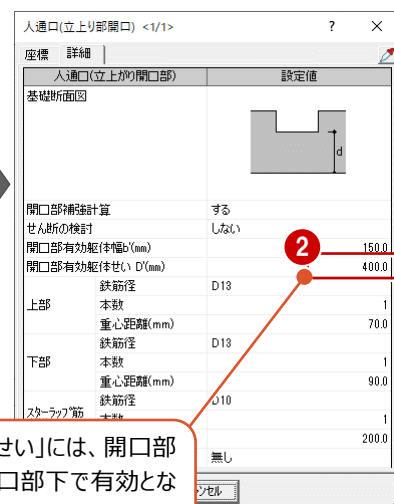 人通口(立上り部開口) <1/1> ? ×
座標 詳細
人通口(立上がり開口部) 設定値
基礎断面図
d
開口部補強計算 する
せん断の検討 しない
開口部有効躯体幅b'(mm) 150.0
開口部有効躯体せい D'(mm) 400.0
2
上部 鉄筋径 D13
本数 1
重心距離(mm) 70.0
下部 鉄筋径 D13
本数 1
重心距離(mm) 90.0
スターラップ筋 鉄筋径 D10
本数 1
200.0
無し
せい」には、開口部
口部下で有効とな
ンセル